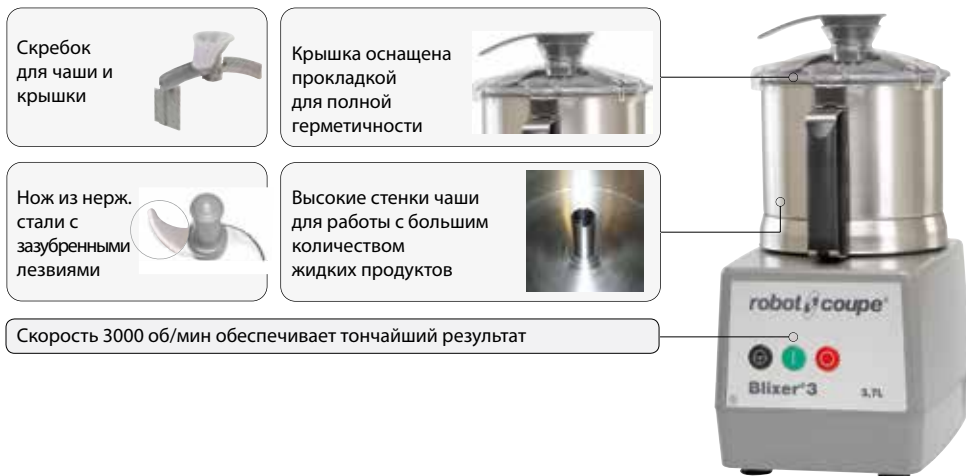 Скребок
для чаши и
крышки
Крышка оснащена
прокладкой
для полной
герметичности
Нож из нерж.
стали с
зазубренными
лезвиями
Высокие стенки чаши
для работы с большим
количеством
жидких продуктов
Скорость 3000 об/мин обеспечивает тончайший результат
robot coupe®
Blixer®3 3,7L